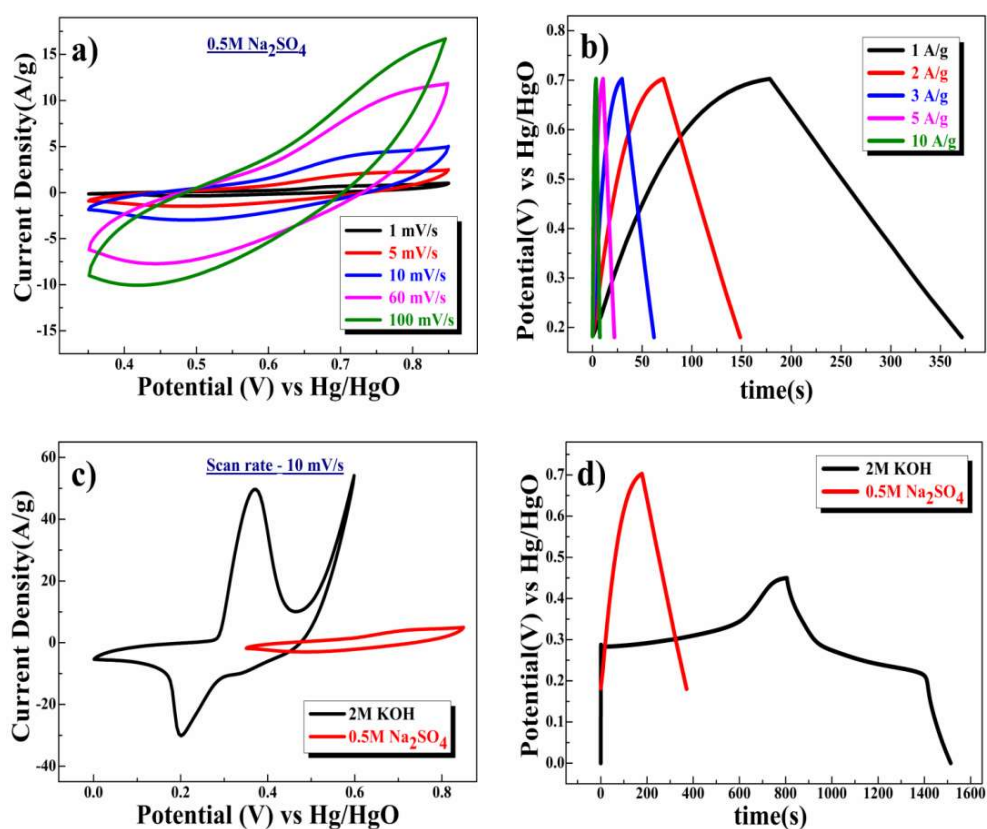 a)
0.5M Na2SO4
Current Density(A/g)
15
10
5
0
-5
-10
-15
1 mV/s
5 mV/s
10 mV/s
60 mV/s
100 mV/s
0.4 0.5 0.6 0.7 0.8
Potential (V) vs Hg/HgO
b)
Potential(V) vs Hg/HgO
0.8
0.7
0.6
0.5
0.4
0.3
0.2
1 A/g
2 A/g
3 A/g
5 A/g
10 A/g
0 50 100 150 200 250 300 350
time(s)
c)
Scan rate - 10 mV/s
Current Density(A/g)
60
40
20
0
-20
-40
2M KOH
0.5M Na2SO4
0.0 0.2 0.4 0.6 0.8
Potential (V) vs Hg/HgO
d)
Potential(V) vs Hg/HgO
0.7
0.6
0.5
0.4
0.3
0.2
0.1
0.0
2M KOH
0.5M Na2SO4
0 200 400 600 800 1000 1200 1400 1600
time(s)